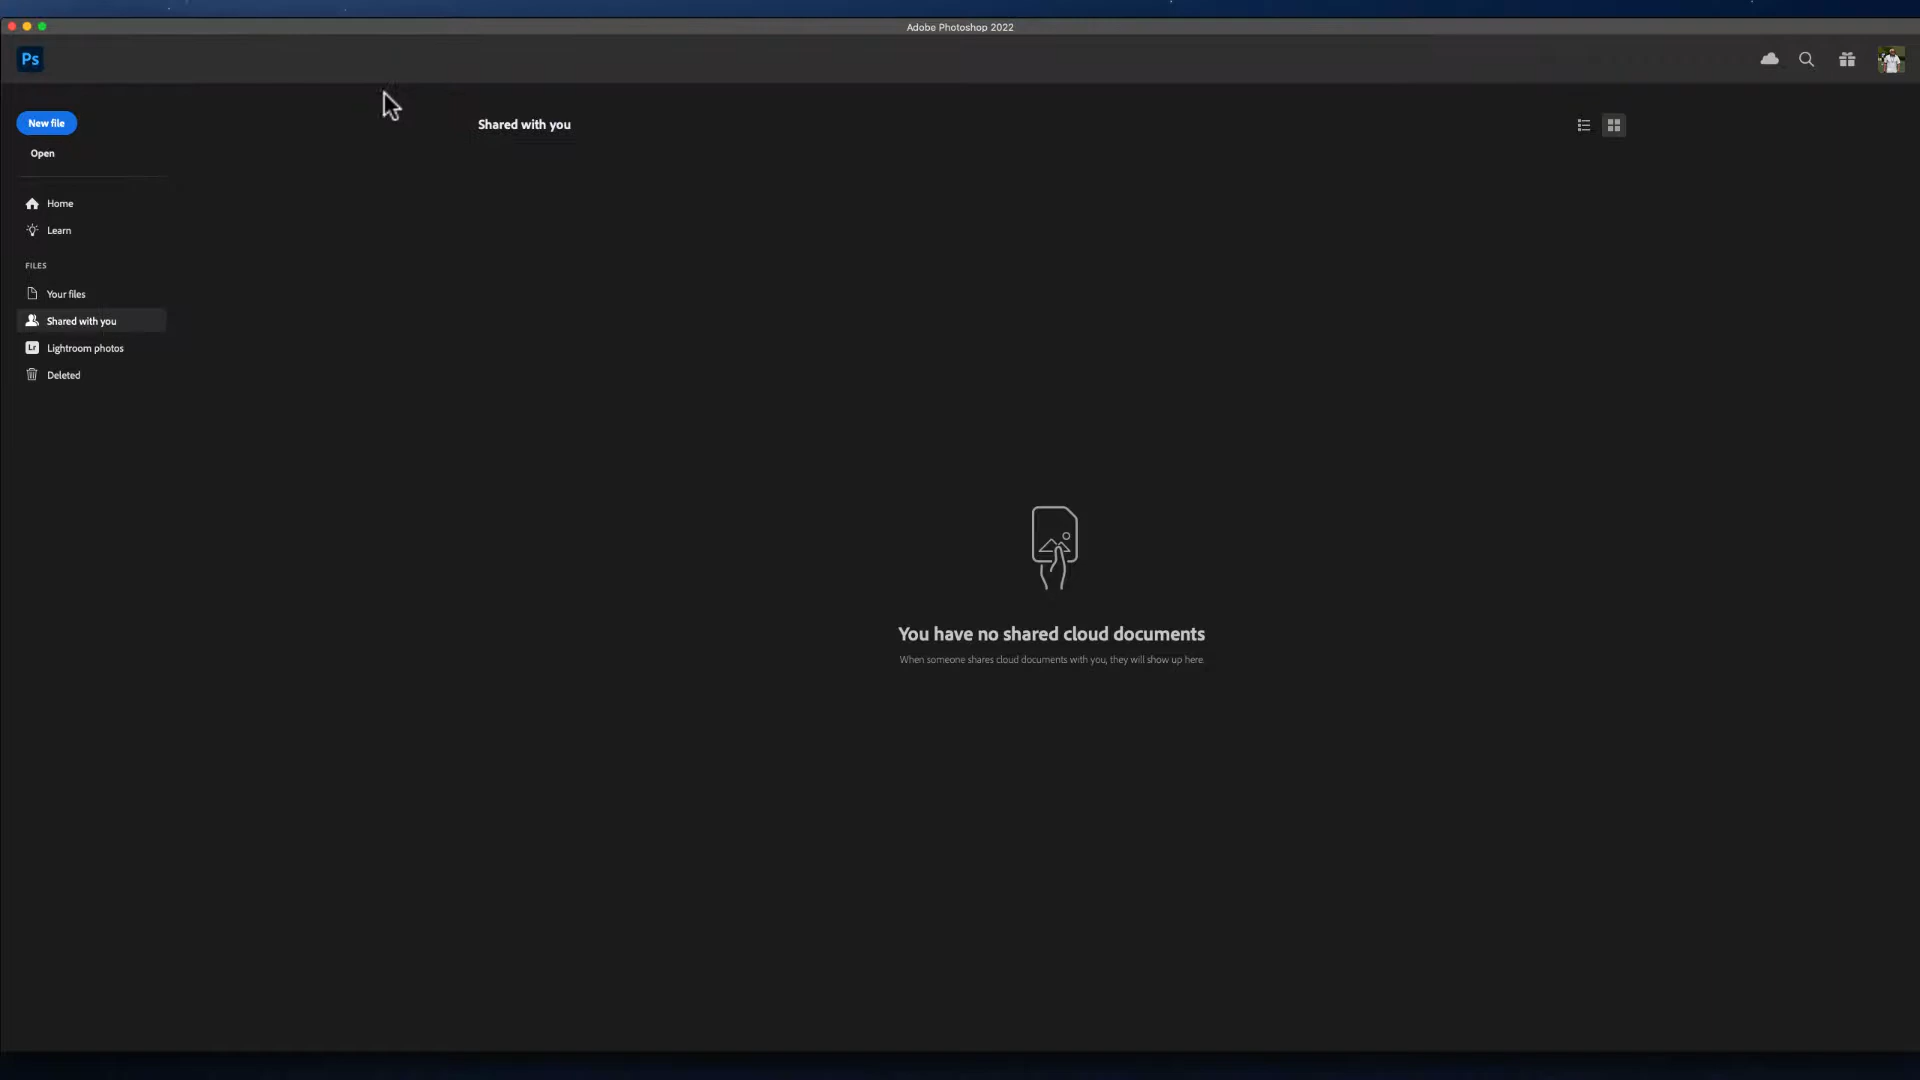 Adobe Photoshop 2022
Ps
New file
Shared with you
Open
Home
Learn
FILES
Your files
Shared with you
Lr Lightroom photos
Deleted
You have no shared cloud documents
When someone shares cloud documents with you, they will show up here.